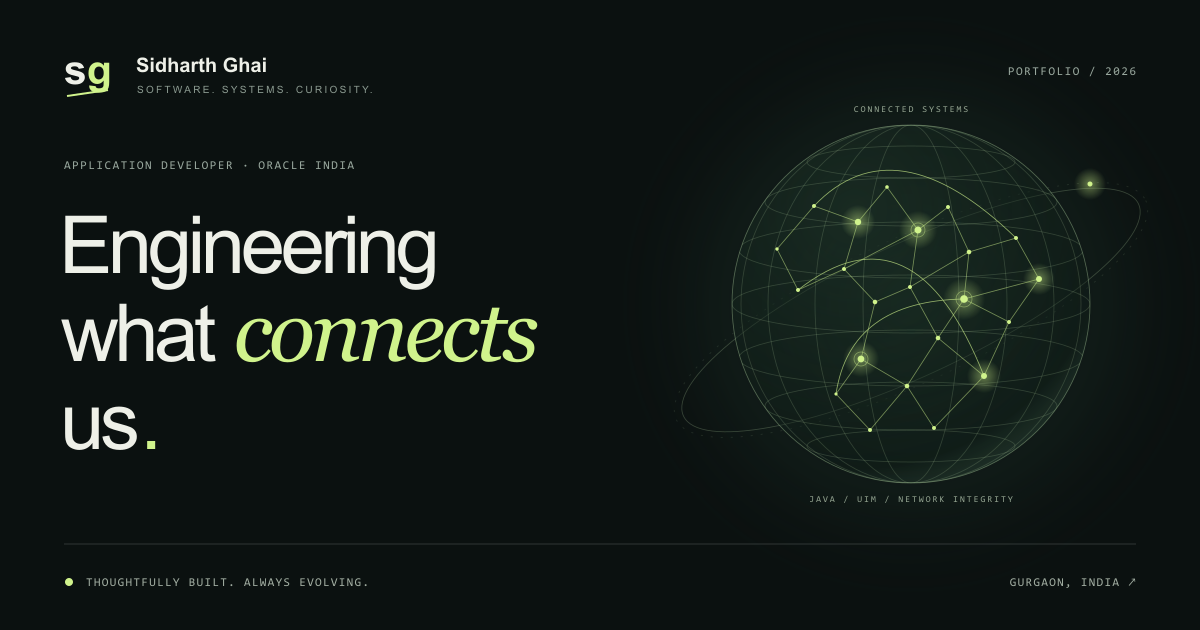 sg
Sidharth Ghai
SOFTWARE. SYSTEMS. CURIOSITY.
PORTFOLIO / 2026
CONNECTED SYSTEMS
APPLICATION DEVELOPER · ORACLE INDIA
Engineering
what connects
us.
JAVA / UIM / NETWORK INTEGRITY
THOUGHTFULLY BUILT. ALWAYS EVOLVING.
GURGAON, INDIA ↗